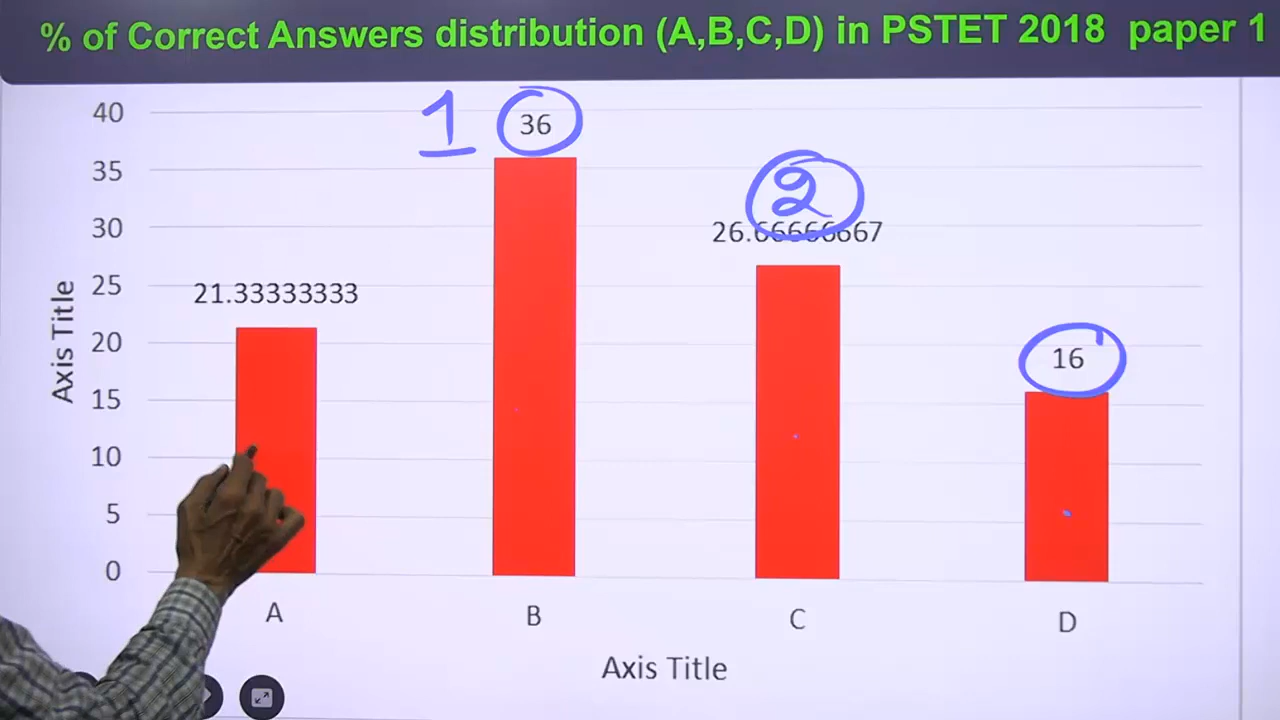 % of Correct Answers distribution (A,B,C,D) in PSTET 2018 paper 1
40
35
30
25
20
15
10
5
0
Axis Title
1
36
2
26.66666667
21.33333333
16
A
B
C
D
Axis Title